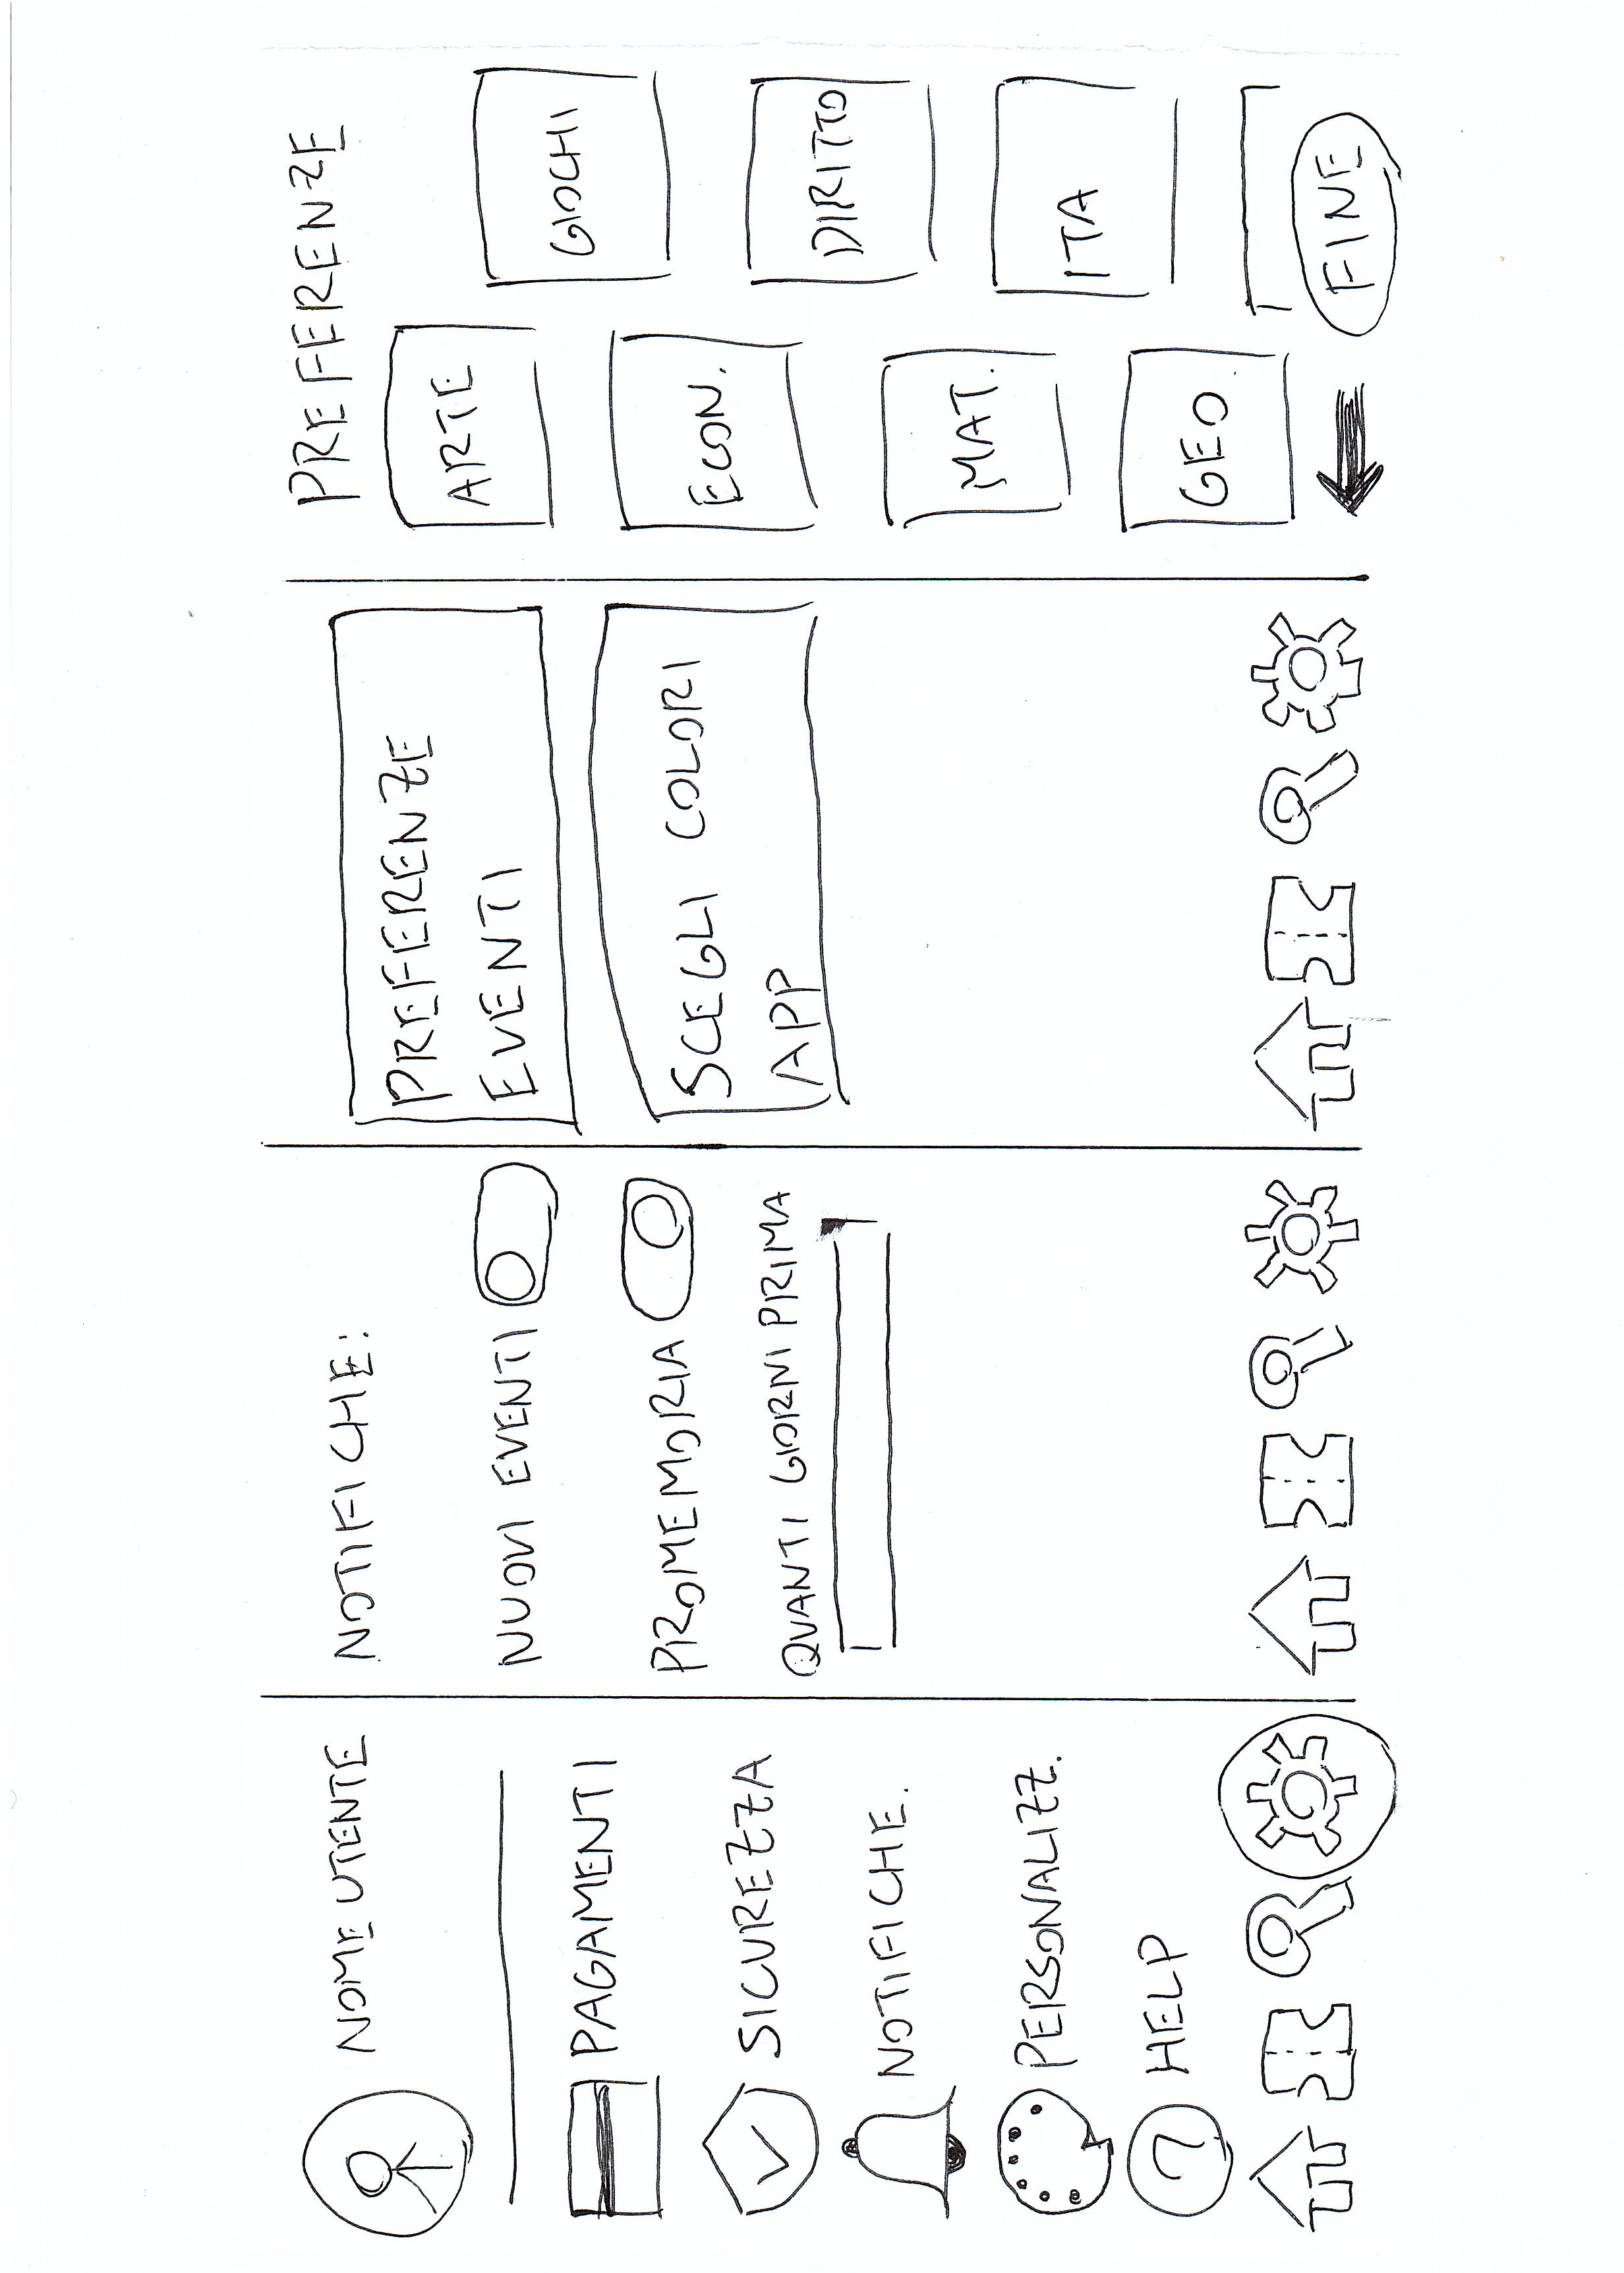 NOME UTENTE
PAGAMENTI
SICUREZZA
NOTIFICHE.
PERSONALIZZ.
?
HELP
NOTIFICHE:
NUOVI EVENTI
PROMEMORIA
QUANTI GIORNI PRIMA
PREFERENZE
EVENTI
SCEGLI COLORI
APP
PREFERENZE
ARTE
GIOCHI
ECON.
DIRITTO
MAT.
ITA
GEO
FINE